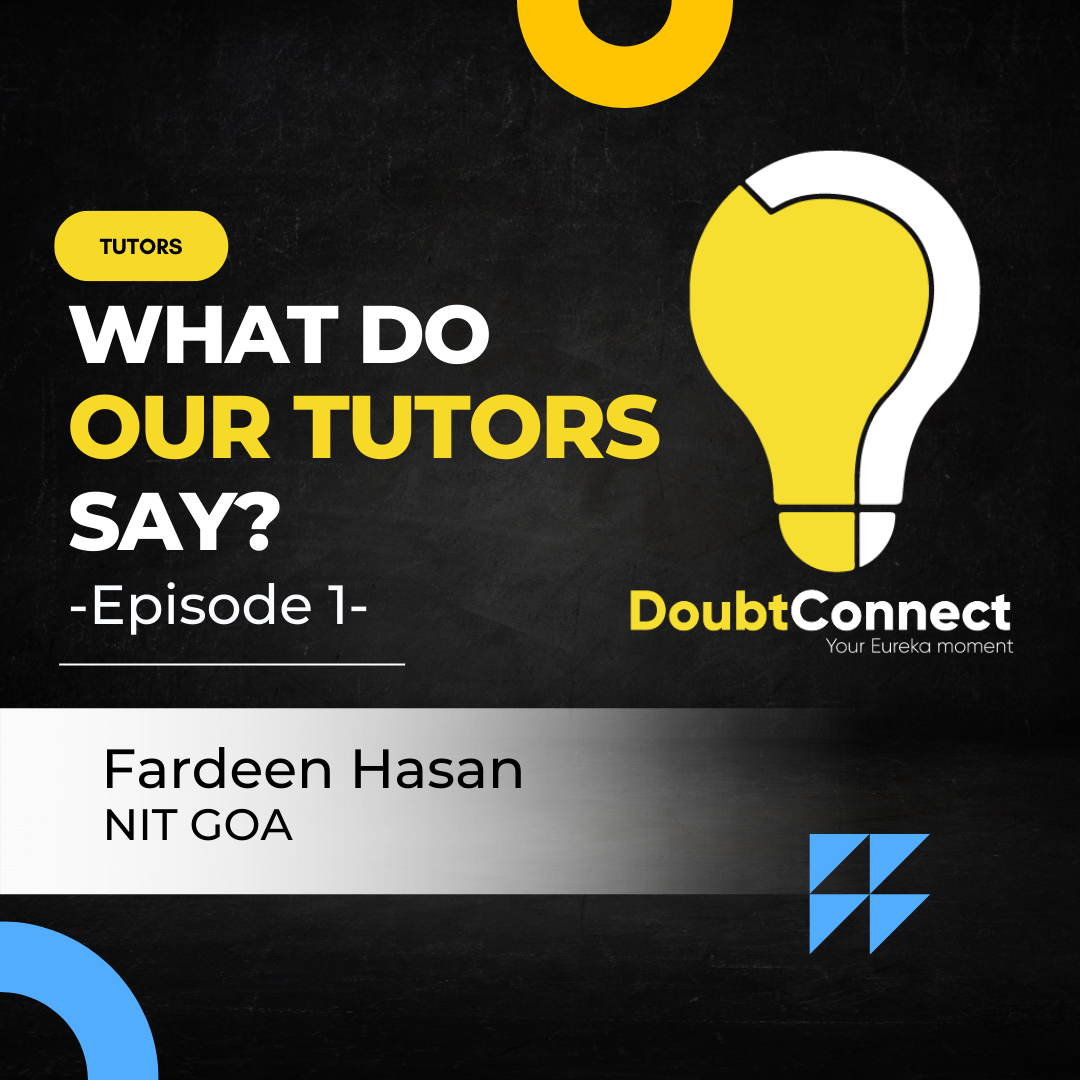 TUTORS
WHAT DO
OUR TUTORS
SAY?
-Episode 1-
DoubtConnect
Your Eureka moment
Fardeen Hasan
NIT GOA